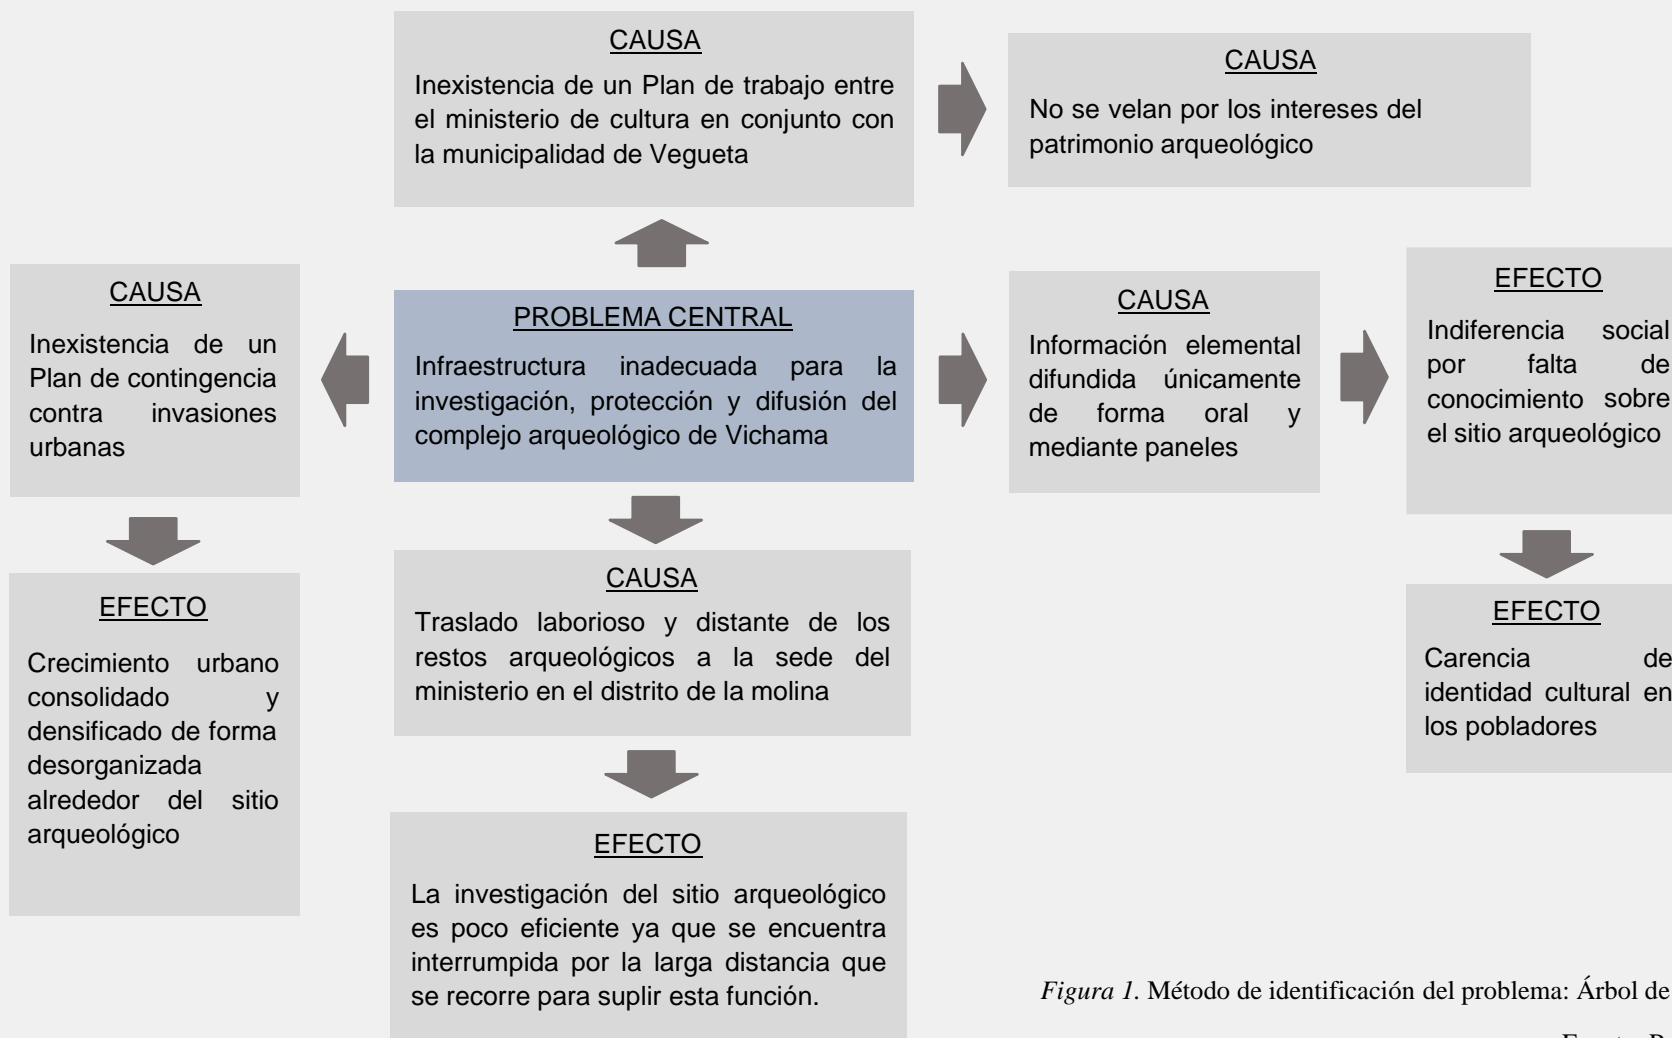 CAUSA
Inexistencia de un Plan de trabajo entre
el ministerio de cultura en conjunto con
la municipalidad de Vegueta
CAUSA
No se velan por los intereses del
patrimonio arqueológico
CAUSA
Inexistencia de un
Plan de contingencia
contra invasiones
urbanas
PROBLEMA CENTRAL
Infraestructura inadecuada para la
investigación, protección y difusión del
complejo arqueológico de Vichama
CAUSA
Información elemental
difundida únicamente
de forma oral y
mediante paneles
EFECTO
Indiferencia social
por falta de
conocimiento sobre
el sitio arqueológico
EFECTO
Crecimiento urbano
consolidado y
densificado de forma
desorganizada
alrededor del sitio
arqueológico
CAUSA
Traslado laborioso y distante de los
restos arqueológicos a la sede del
ministerio en el distrito de la molina
EFECTO
Carencia de
identidad cultural en
los pobladores
EFECTO
La investigación del sitio arqueológico
es poco eficiente ya que se encuentra
interrumpida por la larga distancia que
se recorre para suplir esta función.
Figura 1. Método de identificación del problema: Árbol de